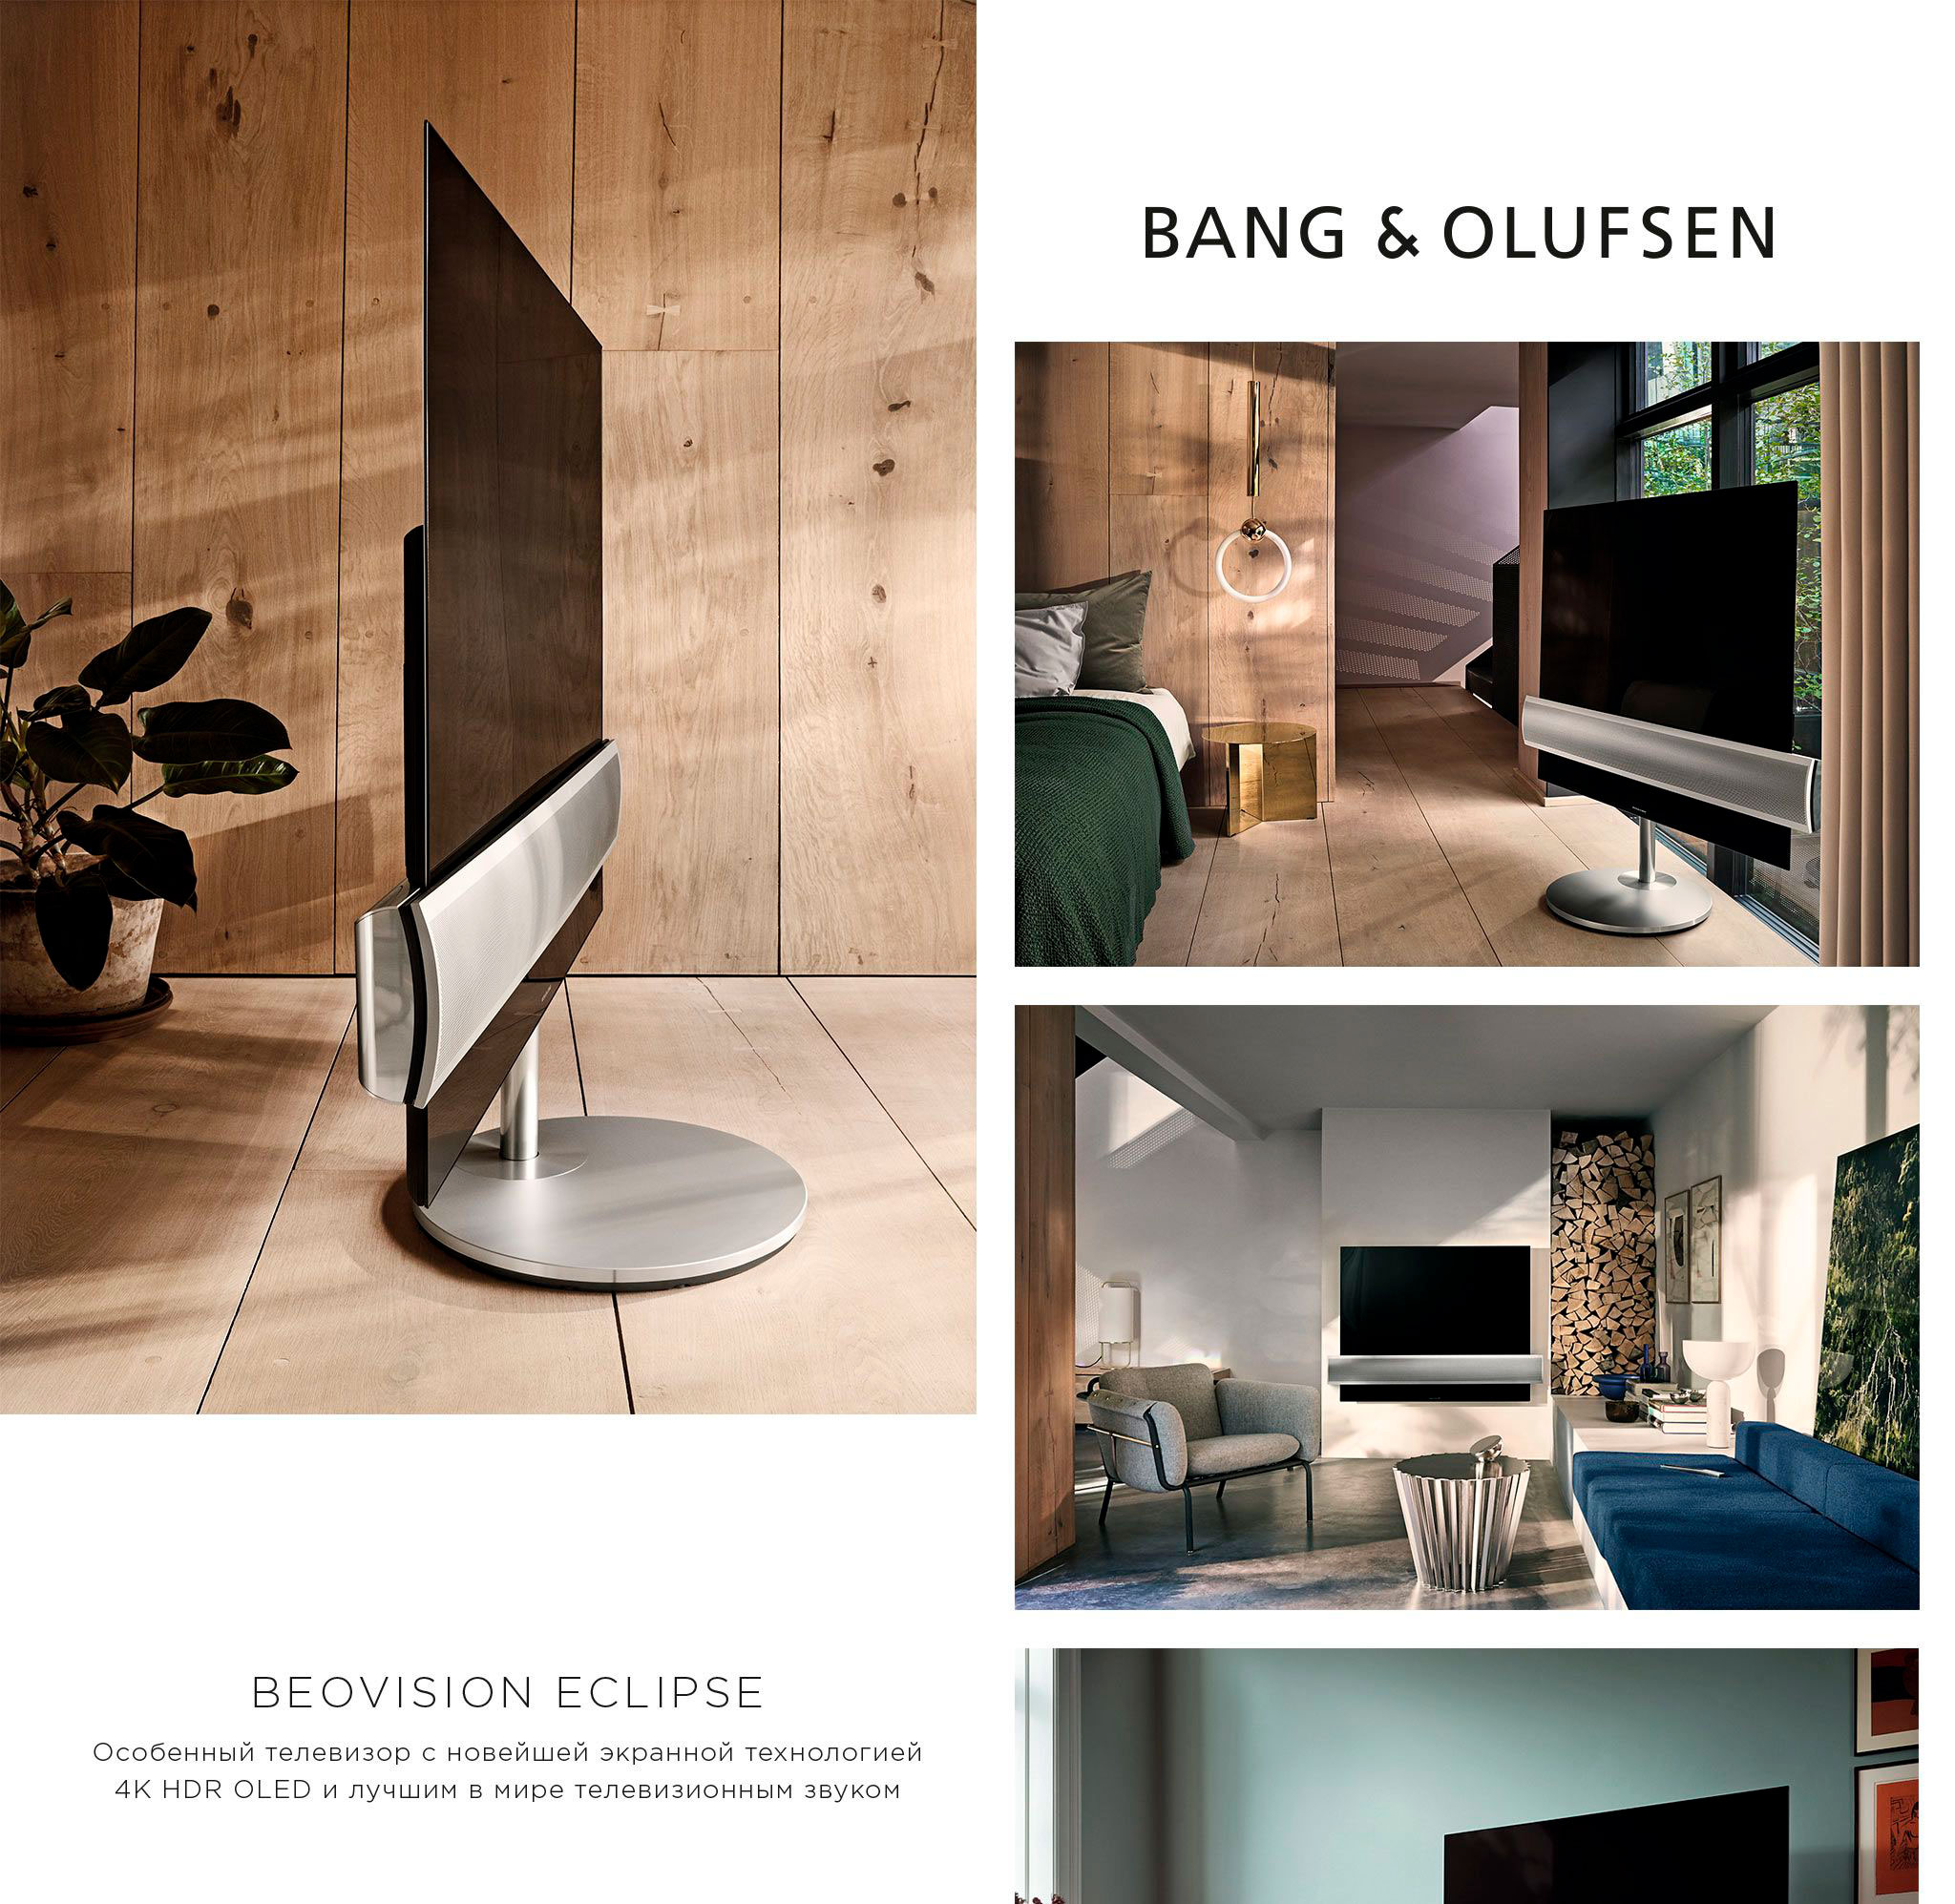 BANG & OLUFSEN
BEOVISION ECLIPSE
Особенный телевизор с новейшей экранной технологией
4K HDR OLED и лучшим в мире телевизионным звуком